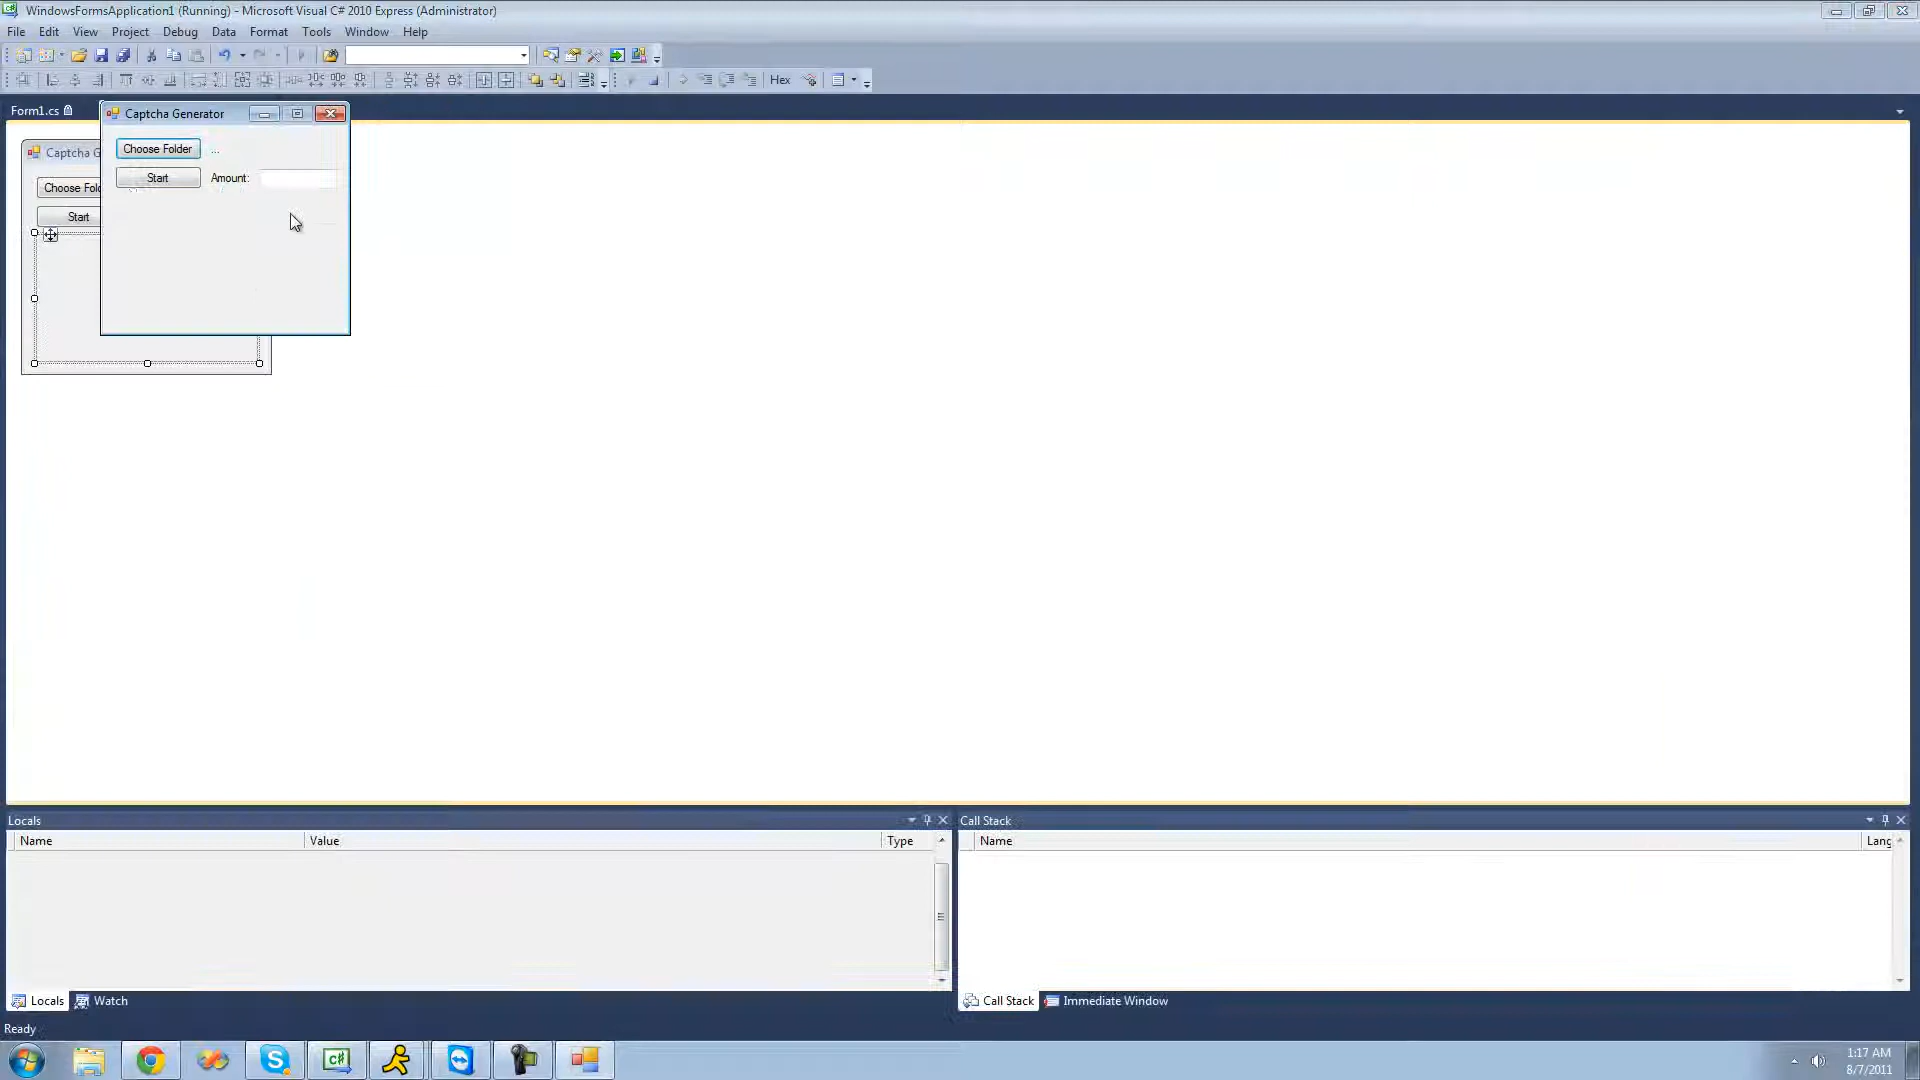 WindowsFormsApplication1 (Running) - Microsoft Visual C# 2010 Express (Administrator)
File Edit View Project Debug Data Format Tools Window Help
Hex
Form1.cs
Captcha Generator
Captcha G
Choose Folder ...
Start Amount:
Choose Fold
Start
Locals
Name Value Type
Call Stack
Name Lang
Locals Watch
Call Stack Immediate Window
Ready
C#
1:17 AM
8/7/2011